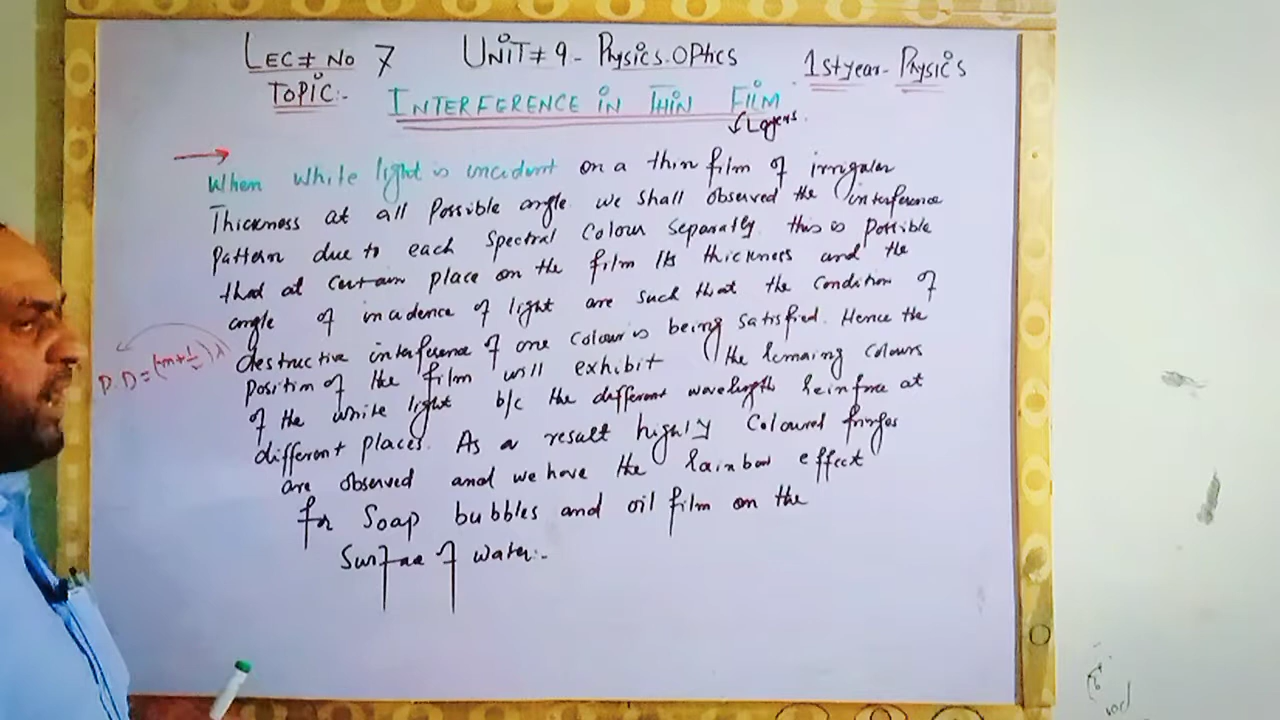 LEC# No 7 UNIT# 9- Physics.Optics 1st year- Physics
TOPIC:- INTERFERENCE IN THIN FILM
Layers.
When white light is incident on a thin film of irrigular
Thickness at all possible angle we shall observed the interference
pattern due to each spectral colour separatly. this is possible
that at certain place on the film its thickness and the
angle of incidence of light are such that the condition of
destructive interference of one colour is being satisfied. Hence the
P.D=(m+1/2)λ
position of the film will exhibit the remaing colours
of the white light b/c the different wavelength reinforce at
different places. As a result highly coloured fringes
are observed and we have the rainbow effect
for soap bubbles and oil film on the
surface of water:-